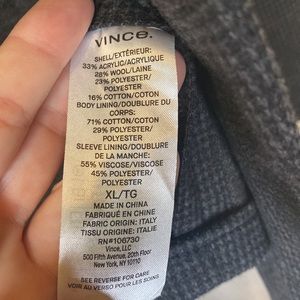 VINCE.
SHELL/EXTÉRIEUR:
33% ACRYLIC/ACRYLIQUE
28% WOOL/LAINE
23% POLYESTER/
POLYESTER
16% COTTON/COTON
BODY LINING/DOUBLURE DU
CORPS:
71% COTTON/COTON
29% POLYESTER/
POLYESTER
SLEEVE LINING/DOUBLURE
DE LA MANCHE:
55% VISCOSE/VISCOSE
45% POLYESTER/
POLYESTER
XL/TG
MADE IN CHINA
FABRIQUÉ EN CHINE
FABRIC ORIGIN: ITALY
TISSU ORIGINE: ITALIE
RN#106730
Vince, LLC
500 Fifth Avenue, 20th Floor
New York, NY 10110
SEE REVERSE FOR CARE
VOIR AU VERSO POUR L'ENTRETIEN